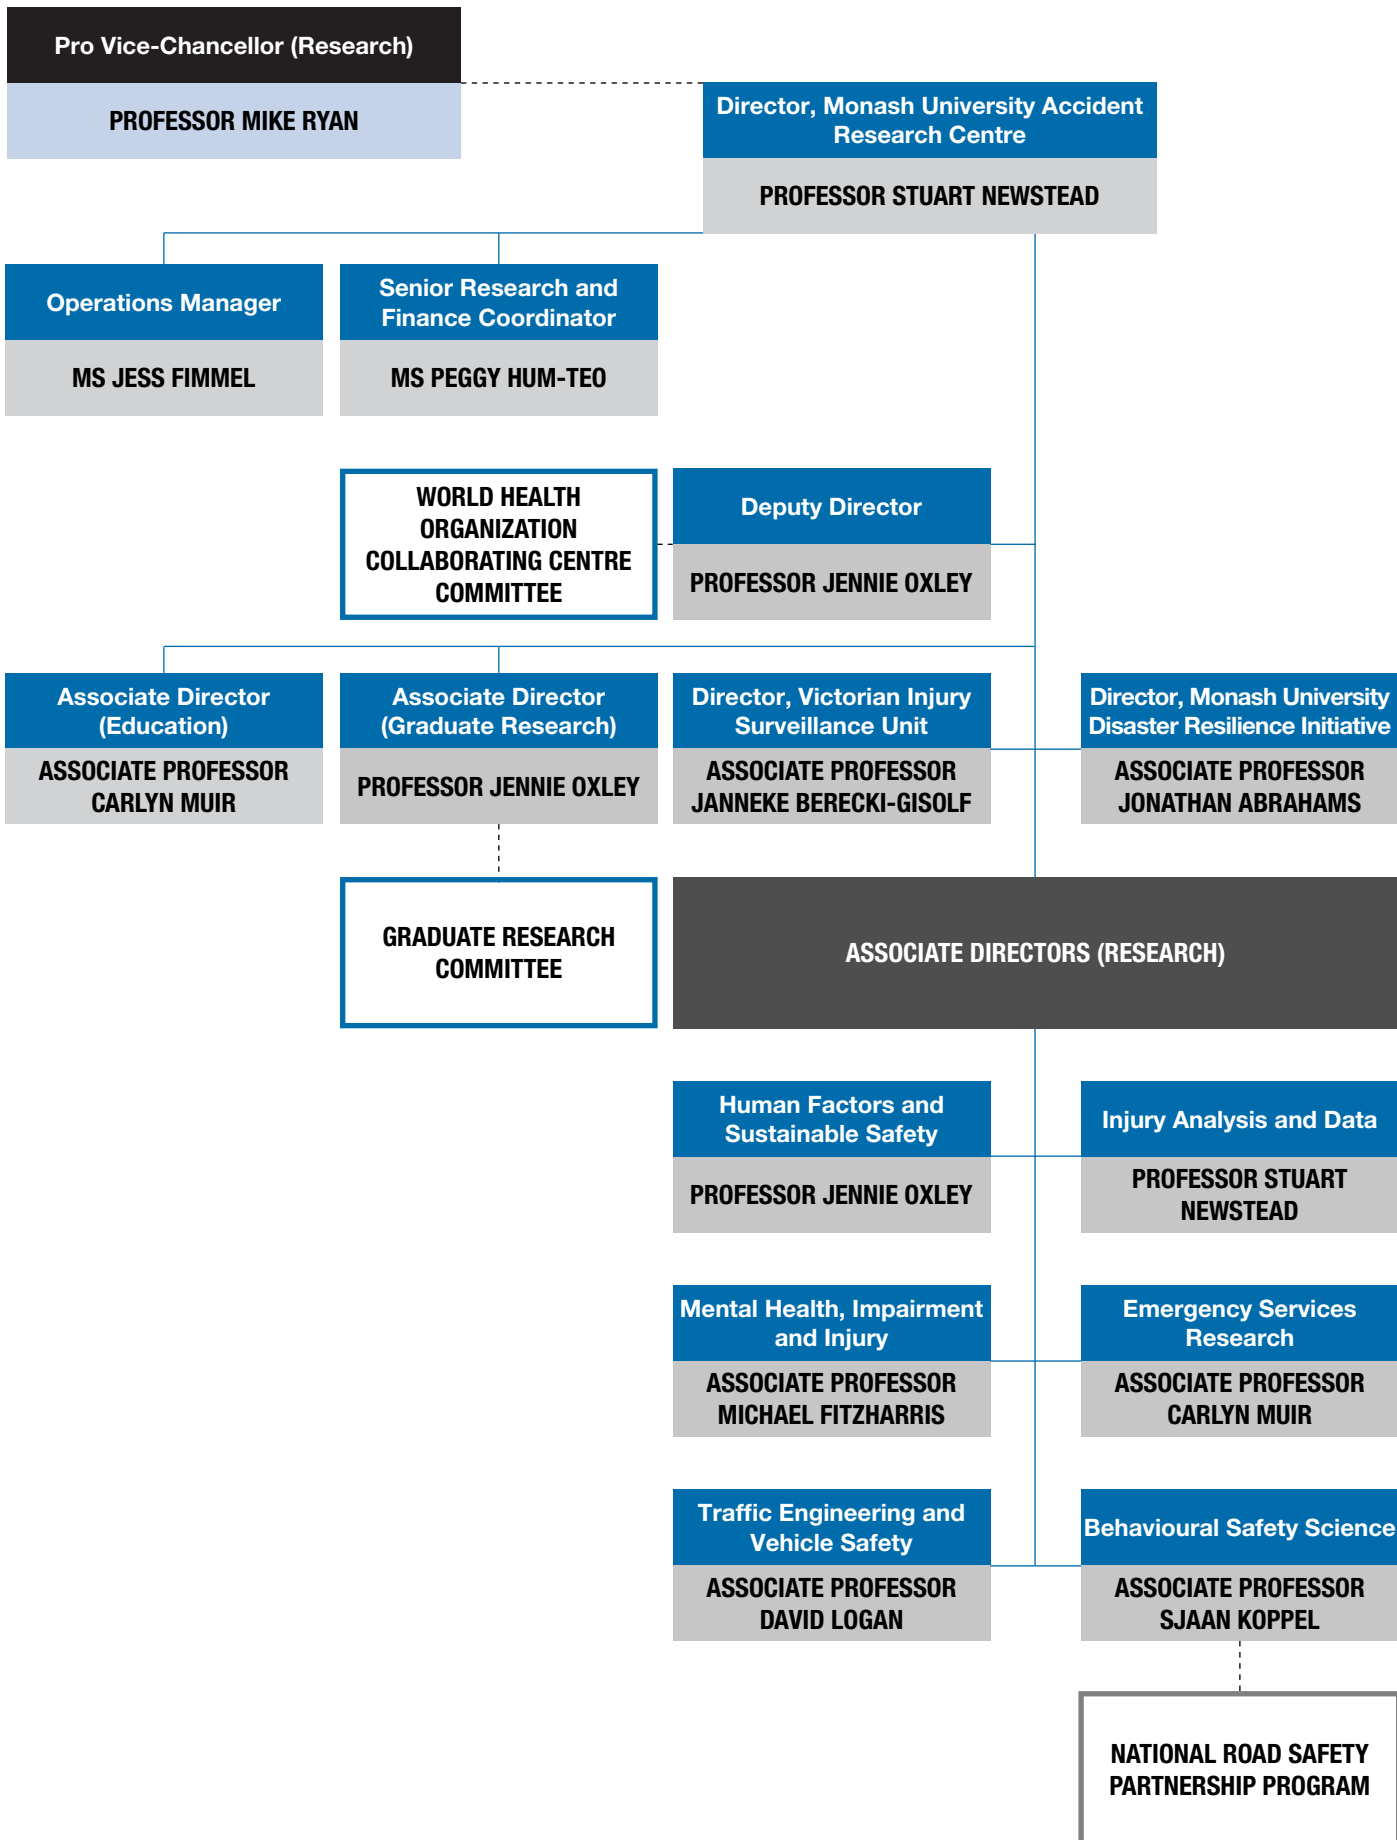 Pro Vice-Chancellor (Research)
PROFESSOR MIKE RYAN
Director, Monash University Accident
Research Centre
PROFESSOR STUART NEWSTEAD
Operations Manager
MS JESS FIMMEL
Senior Research and
Finance Coordinator
MS PEGGY HUM-TEO
WORLD HEALTH
ORGANIZATION
COLLABORATING CENTRE
COMMITTEE
Deputy Director
PROFESSOR JENNIE OXLEY
Associate Director
(Education)
ASSOCIATE PROFESSOR
CARLYN MUIR
Associate Director
(Graduate Research)
PROFESSOR JENNIE OXLEY
Director, Victorian Injury
Surveillance Unit
ASSOCIATE PROFESSOR
JANNEKE BERECKI-GISOLF
Director, Monash University
Disaster Resilience Initiative
ASSOCIATE PROFESSOR
JONATHAN ABRAHAMS
GRADUATE RESEARCH
COMMITTEE
ASSOCIATE DIRECTORS (RESEARCH)
Human Factors and
Sustainable Safety
PROFESSOR JENNIE OXLEY
Injury Analysis and Data
PROFESSOR STUART
NEWSTEAD
Mental Health, Impairment
and Injury
ASSOCIATE PROFESSOR
MICHAEL FITZHARRIS
Emergency Services
Research
ASSOCIATE PROFESSOR
CARLYN MUIR
Traffic Engineering and
Vehicle Safety
ASSOCIATE PROFESSOR
DAVID LOGAN
Behavioural Safety Science
ASSOCIATE PROFESSOR
SJAAN KOPPEL
NATIONAL ROAD SAFETY
PARTNERSHIP PROGRAM